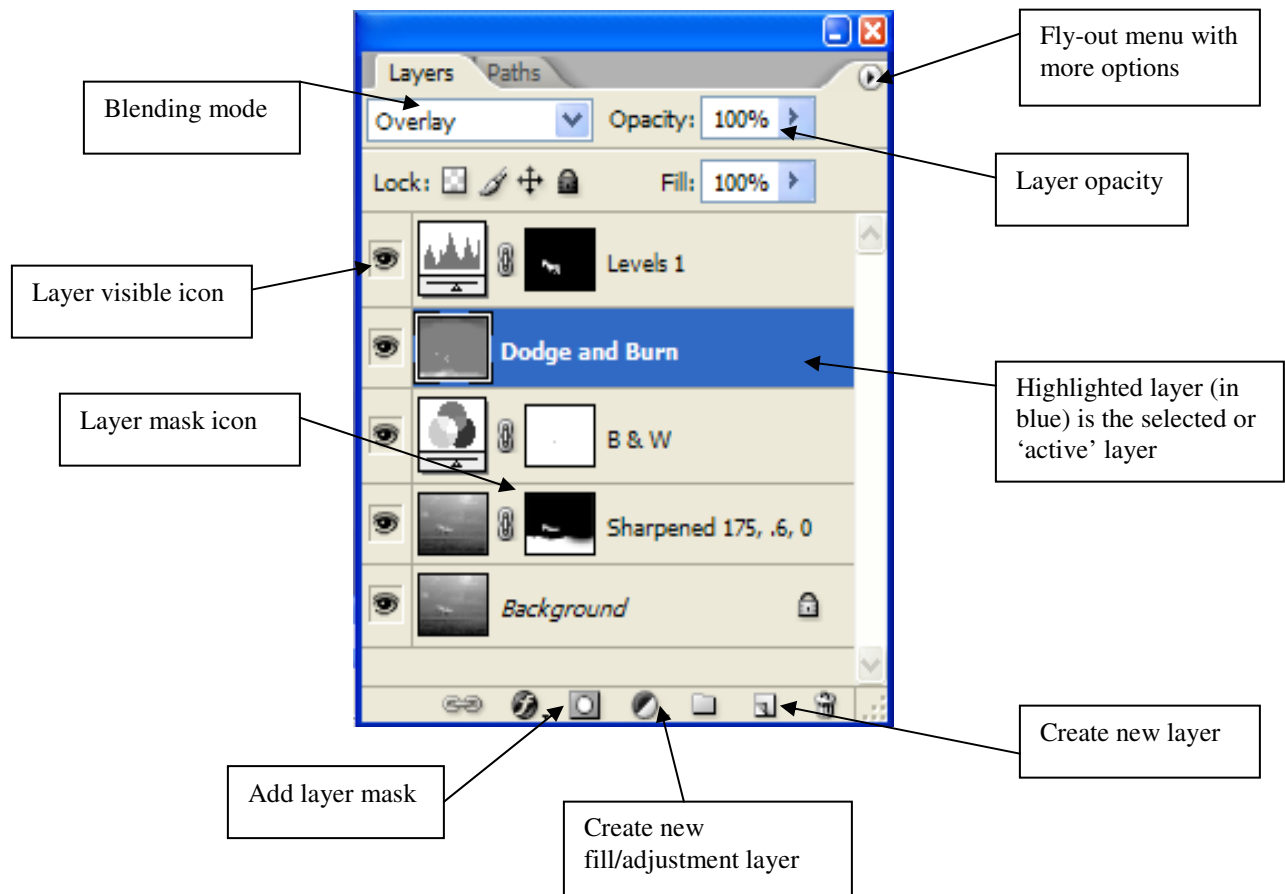 Fly-out menu with
more options
Layers Paths
Blending mode
Overlay Opacity: 100%
Lock: Fill: 100%
Layer opacity
Levels 1
Layer visible icon
Dodge and Burn
Highlighted layer (in
blue) is the selected or
‘active’ layer
Layer mask icon
B & W
Sharpened 175, .6, 0
Background
Create new layer
Add layer mask
Create new
fill/adjustment layer